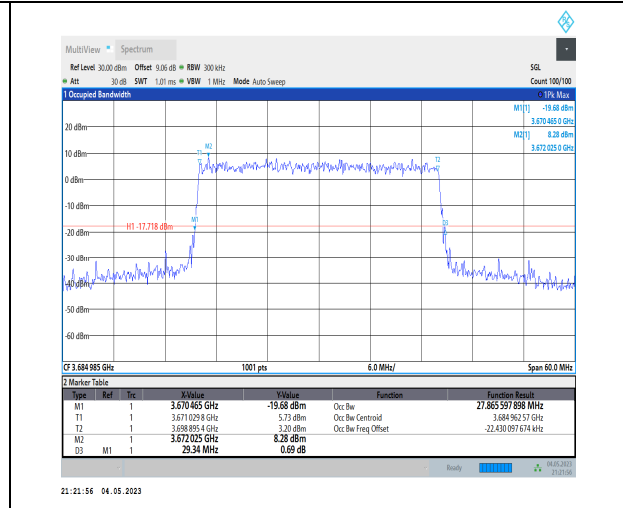 MultiView Spectrum
Ref Level 30.00 dBm Offset 9.06 dB RBW 300 kHz SGL
Att 30 dB SWT 1.01 ms VBW 1 MHz Mode Auto Sweep Count 100/100
1 Occupied Bandwidth 1Pk Max
M1[1] -19.68 dBm
3.670 465 0 GHz
M2[1] 8.28 dBm
3.672 025 0 GHz
20 dBm
10 dBm
0 dBm
-10 dBm
-20 dBm
-30 dBm
-40 dBm
-50 dBm
-60 dBm
T1
M2
T2
M1
D3
H1 -17.718 dBm
CF 3.684 985 GHz 1001 pts 6.0 MHz/ Span 60.0 MHz
2 Marker Table
Type Ref Trc X-Value Y-Value Function Function Result
M1 1 3.670 465 GHz -19.68 dBm Occ Bw 27.865 597 898 MHz
T1 1 3.671 029 8 GHz 5.73 dBm Occ Bw Centroid 3.684 962 57 GHz
T2 1 3.698 895 4 GHz 3.20 dBm Occ Bw Freq Offset -22.430 097 674 kHz
M2 1 3.672 025 GHz 8.28 dBm
D3 M1 1 29.34 MHz 0.69 dB
Ready 04.05.2023
21:21:56
21:21:56 04.05.2023